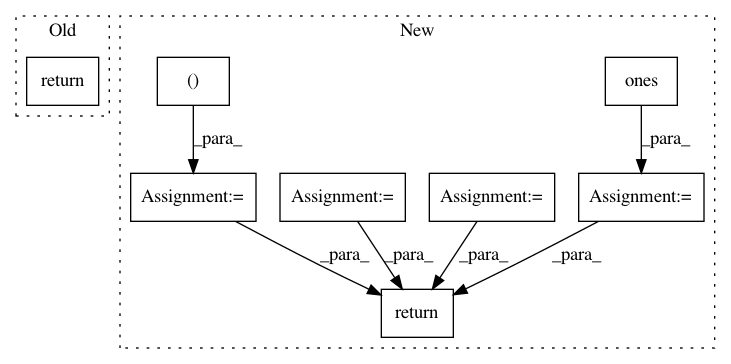 Old
New
return
()
ones
_para_
_para_
Assignment:=
Assignment:=
Assignment:=
Assignment:=
_para_
_para_
_para_
_para_
return